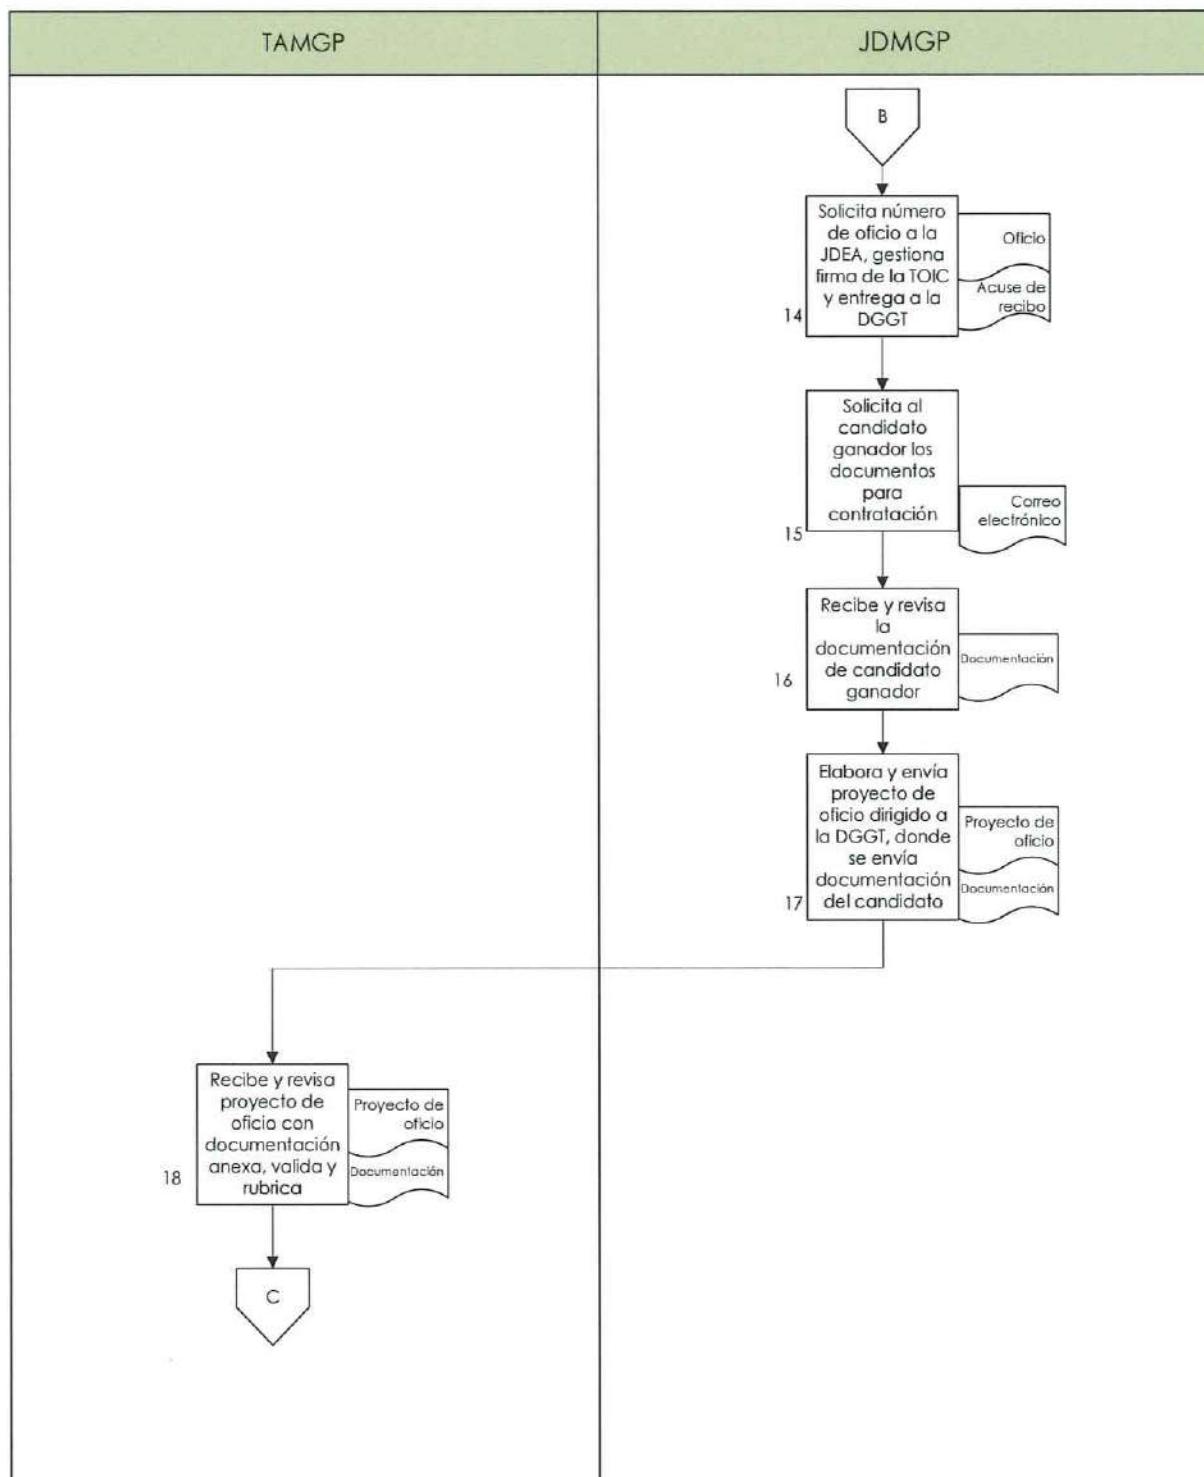 TAMGP
JDMGP
B
Solicita número
de oficio a la
JDEA, gestiona
firma de la TOIC
y entrega a la
DGGT
14
Oficio
Acuse de
recibo
Solicita al
candidato
ganador los
documentos
para
contratación
15
Correo
electrónico
Recibe y revisa
la
documentación
de candidato
ganador
16
Documentación
Elabora y envía
proyecto de
oficio dirigido a
la DGGT, donde
se envía
documentación
del candidato
17
Proyecto de
oficio
Documentación
Recibe y revisa
proyecto de
oficio con
documentación
anexa, valida y
rubrica
18
Proyecto de
oficio
Documentación
C